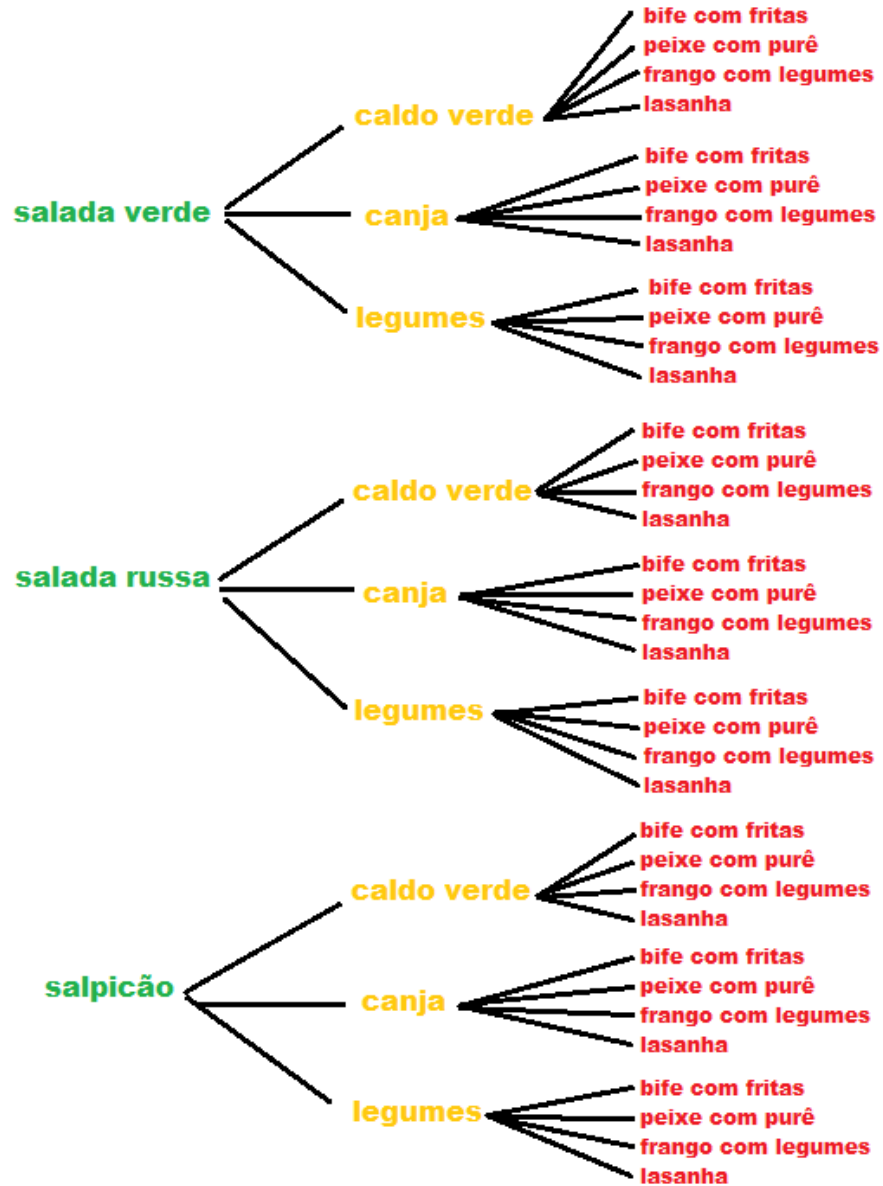 bife com fritas
peixe com purê
frango com legumes
lasanha
caldo verde
bife com fritas
peixe com purê
frango com legumes
lasanha
canja
salada verde
bife com fritas
peixe com purê
frango com legumes
lasanha
legumes
bife com fritas
peixe com purê
frango com legumes
lasanha
caldo verde
bife com fritas
peixe com purê
frango com legumes
lasanha
canja
salada russa
bife com fritas
peixe com purê
frango com legumes
lasanha
legumes
bife com fritas
peixe com purê
frango com legumes
lasanha
caldo verde
bife com fritas
peixe com purê
frango com legumes
lasanha
canja
salpicão
bife com fritas
peixe com purê
frango com legumes
lasanha
legumes